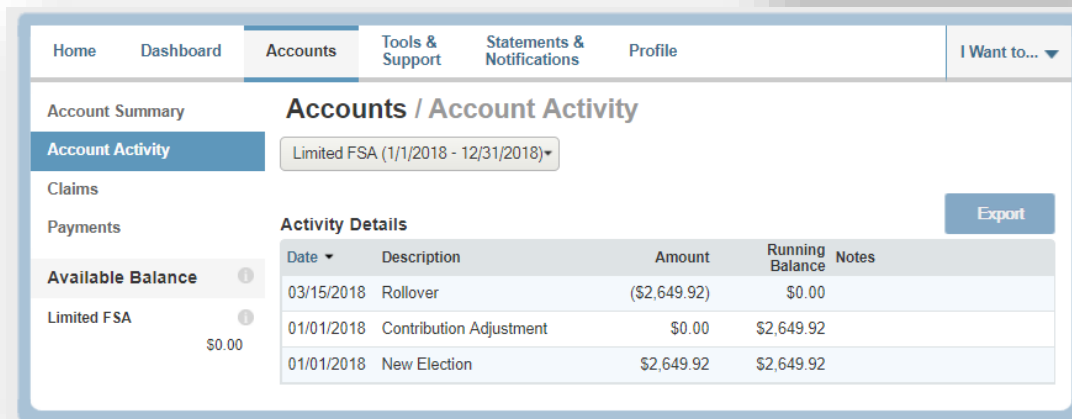 Home Dashboard Accounts Tools & Support Statements & Notifications Profile I Want to...
Account Summary
Account Activity
Claims
Payments
Available Balance
Limited FSA
$0.00
Accounts / Account Activity
Limited FSA (1/1/2018 - 12/31/2018)
Export
Activity Details
Date Description Amount Running Balance Notes
03/15/2018 Rollover ($2,649.92) $0.00
01/01/2018 Contribution Adjustment $0.00 $2,649.92
01/01/2018 New Election $2,649.92 $2,649.92